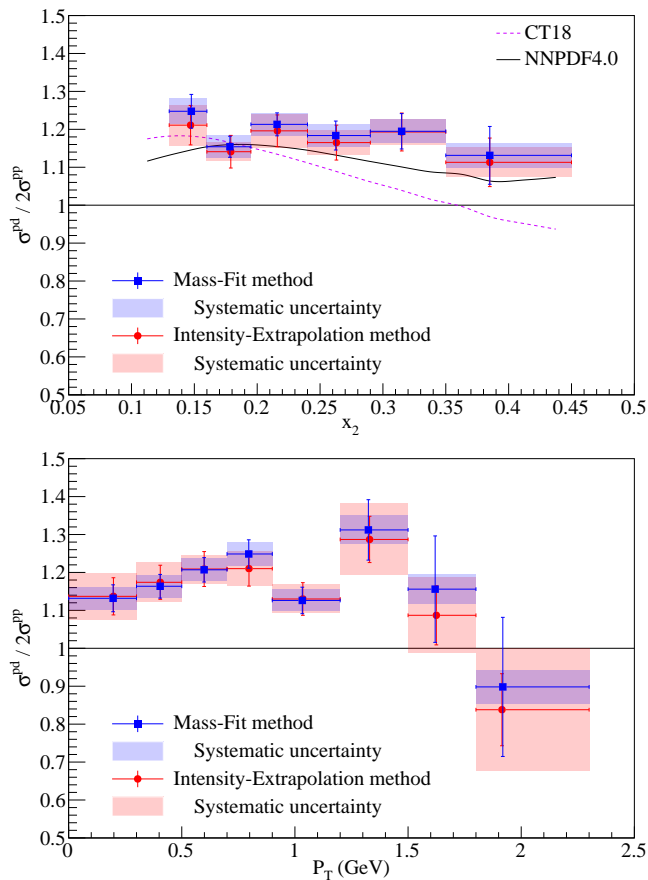 CT18
NNPDF4.0
1.5
1.4
1.3
1.2
1.1
1
0.9
0.8
0.7
0.6
0.5
σ^pd / 2σ^pp
Mass-Fit method
Systematic uncertainty
Intensity-Extrapolation method
Systematic uncertainty
0.05 0.1 0.15 0.2 0.25 0.3 0.35 0.4 0.45 0.5
x_2
1.5
1.4
1.3
1.2
1.1
1
0.9
0.8
0.7
0.6
0.5
σ^pd / 2σ^pp
Mass-Fit method
Systematic uncertainty
Intensity-Extrapolation method
Systematic uncertainty
0 0.5 1 1.5 2 2.5
P_T (GeV)